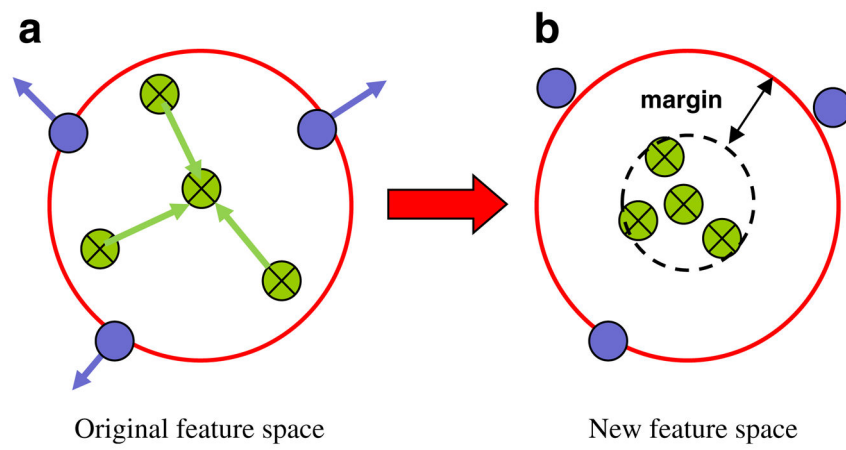 a
b
margin
Original feature space
New feature space